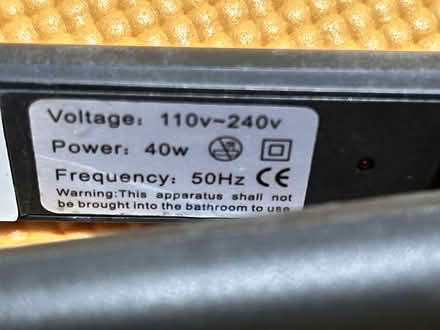 Voltage: 110v~240v
Power: 40w
Frequency: 50Hz CE
Warning:This apparatus shall not
be brought into the bathroom to use